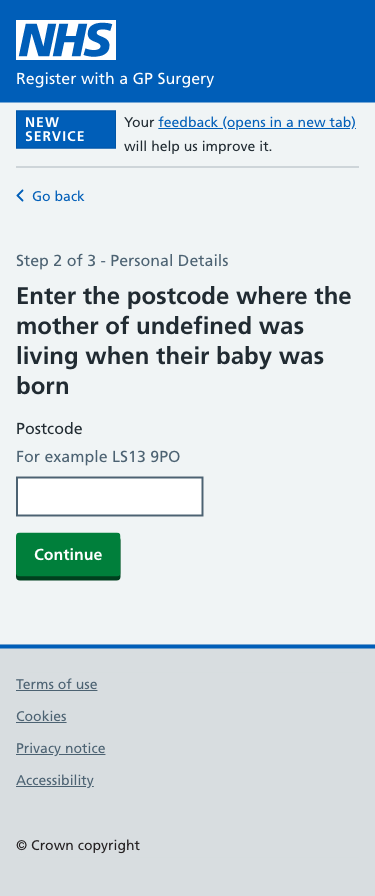 NHS
Register with a GP Surgery
NEW
SERVICE
Your feedback (opens in a new tab)
will help us improve it.
Go back
Step 2 of 3 - Personal Details
Enter the postcode where the
mother of undefined was
living when their baby was
born
Postcode
For example LS13 9PO
Continue
Terms of use
Cookies
Privacy notice
Accessibility
© Crown copyright